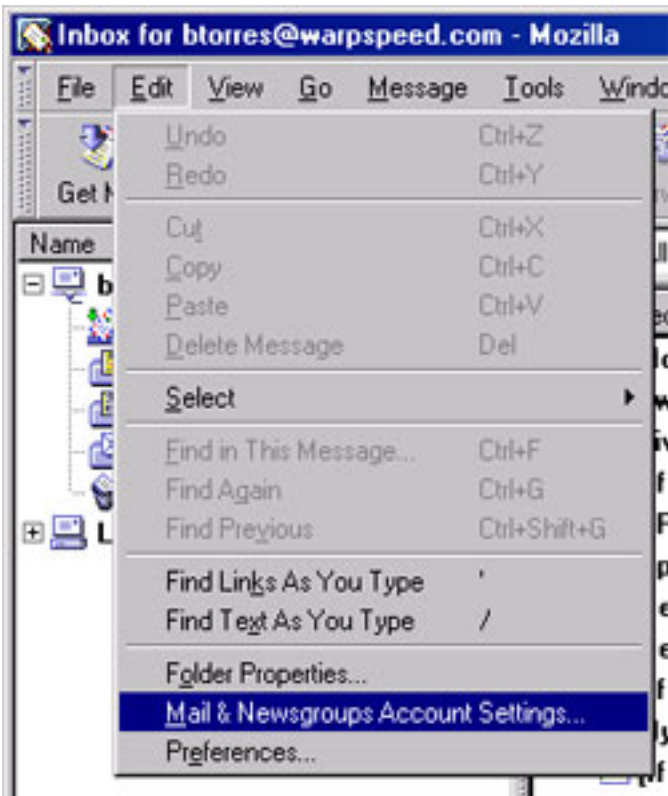 Inbox for btorres@warpspeed.com - Mozilla
File Edit View Go Message Tools
Get
Name
Undo Ctrl+Z
Redo Ctrl+Y
Cut Ctrl+X
Copy Ctrl+C
Paste Ctrl+V
Delete Message Del
Select
Find in This Message... Ctrl+F
Find Again Ctrl+G
Find Previous Ctrl+Shift+G
Find Links As You Type '
Find Text As You Type /
Folder Properties...
Mail & Newsgroups Account Settings...
Preferences...